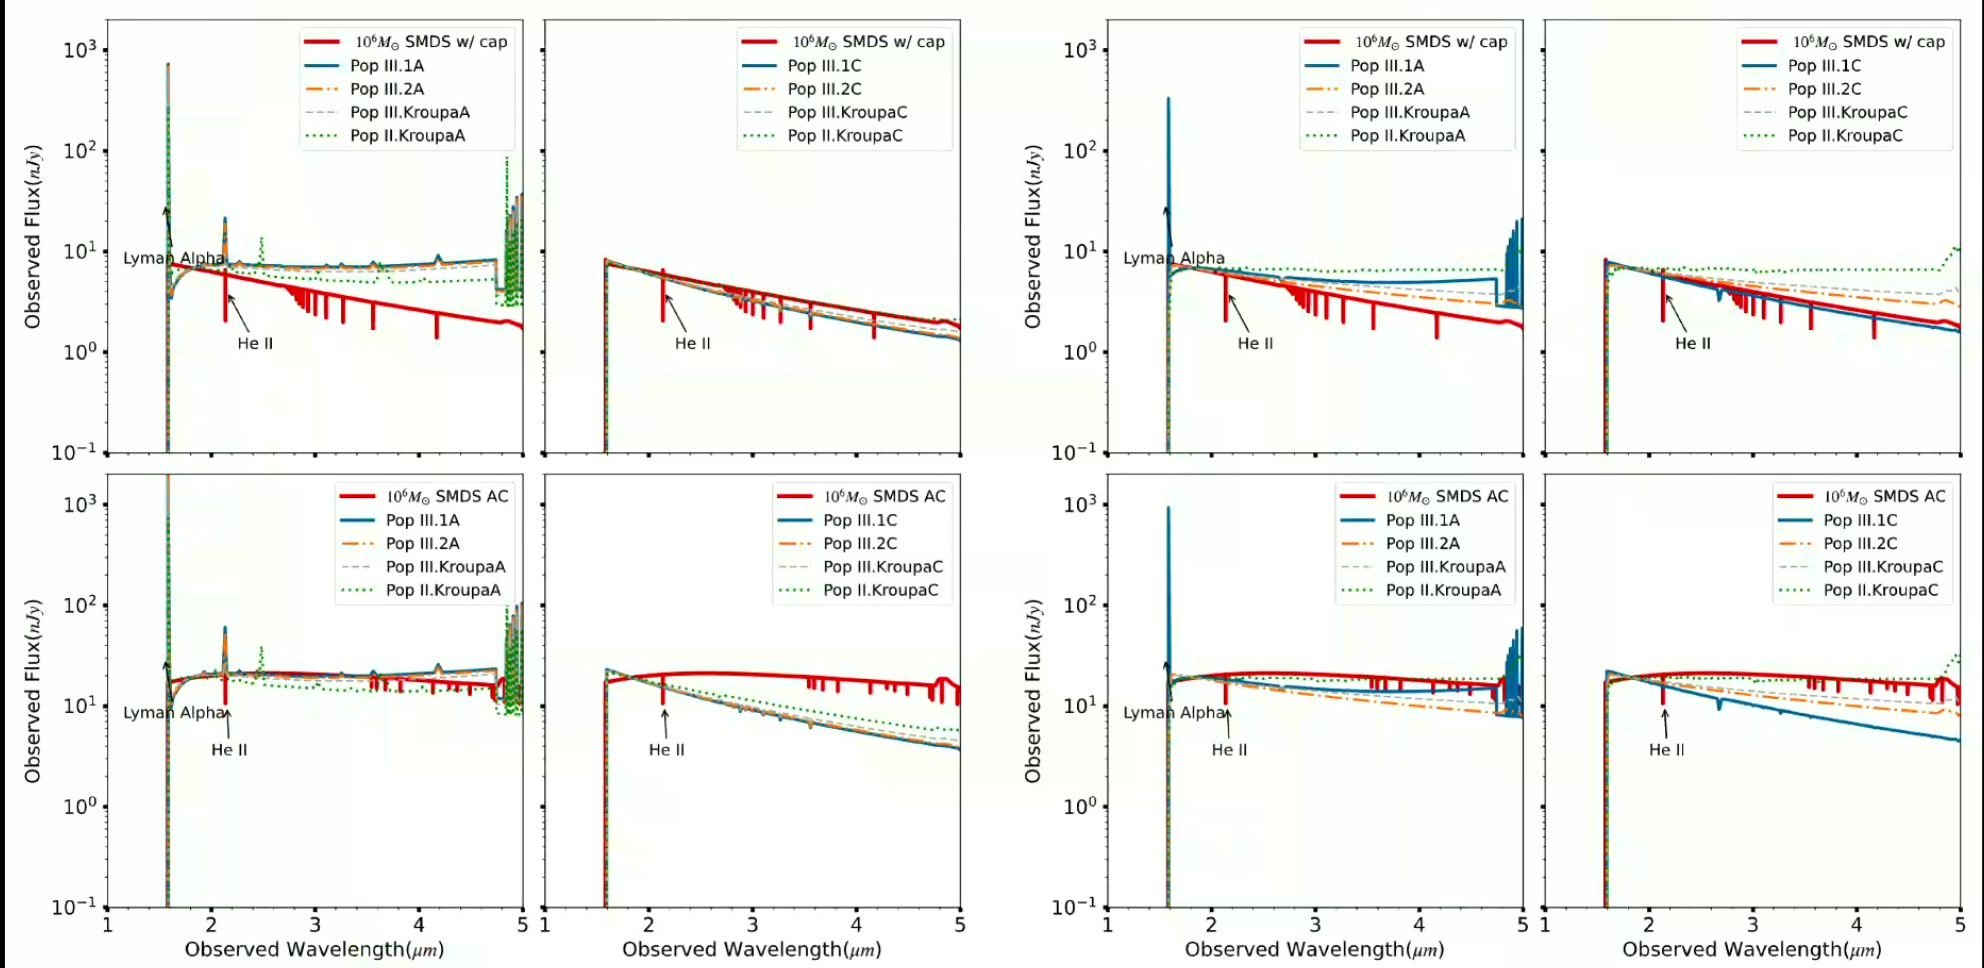 10³
10²
10¹
10⁰
10⁻¹
Observed Flux(nJy)
10⁶M⊙ SMDS w/ cap
Pop III.1A
Pop III.2A
Pop III.KroupaA
Pop II.KroupaA
Lyman Alpha
He II
10⁶M⊙ SMDS w/ cap
Pop III.1C
Pop III.2C
Pop III.KroupaC
Pop II.KroupaC
He II
10³
10²
10¹
10⁰
10⁻¹
Observed Flux(nJy)
10⁶M⊙ SMDS w/ cap
Pop III.1A
Pop III.2A
Pop III.KroupaA
Pop II.KroupaA
Lyman Alpha
He II
10⁶M⊙ SMDS w/ cap
Pop III.1C
Pop III.2C
Pop III.KroupaC
Pop II.KroupaC
He II
10³
10²
10¹
10⁰
10⁻¹
Observed Flux(nJy)
10⁶M⊙ SMDS AC
Pop III.1A
Pop III.2A
Pop III.KroupaA
Pop II.KroupaA
Lyman Alpha
He II
1 2 3 4 5
Observed Wavelength(μm)
10⁶M⊙ SMDS AC
Pop III.1C
Pop III.2C
Pop III.KroupaC
Pop II.KroupaC
He II
1 2 3 4 5
Observed Wavelength(μm)
10³
10²
10¹
10⁰
10⁻¹
Observed Flux(nJy)
10⁶M⊙ SMDS AC
Pop III.1A
Pop III.2A
Pop III.KroupaA
Pop II.KroupaA
Lyman Alpha
He II
1 2 3 4 5
Observed Wavelength(μm)
10⁶M⊙ SMDS AC
Pop III.1C
Pop III.2C
Pop III.KroupaC
Pop II.KroupaC
He II
1 2 3 4 5
Observed Wavelength(μm)